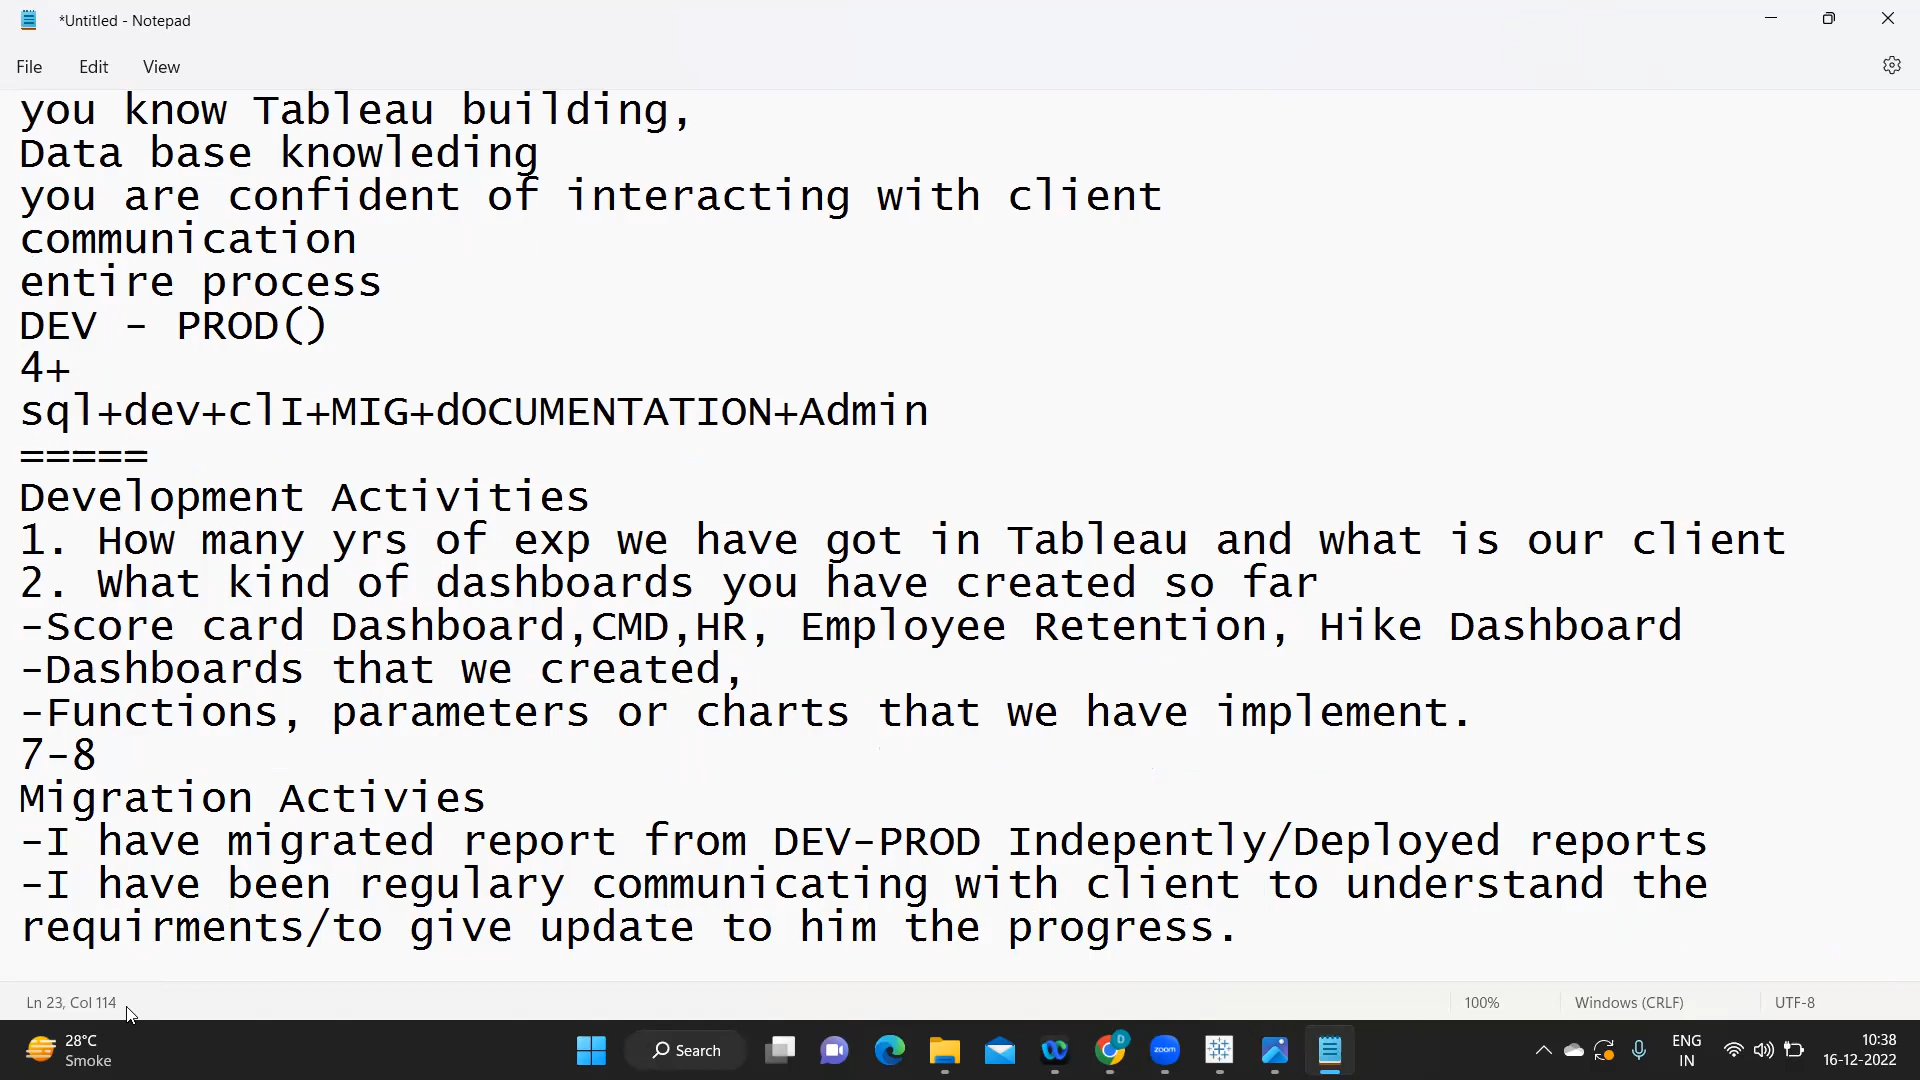 *Untitled - Notepad
File Edit View
you know Tableau building,
Data base knowleding
you are confident of interacting with client
communication
entire process
DEV - PROD()
4+
sql+dev+clI+MIG+dOCUMENTATION+Admin
=====
Development Activities
1. How many yrs of exp we have got in Tableau and what is our client
2. What kind of dashboards you have created so far
-Score card Dashboard,CMD,HR, Employee Retention, Hike Dashboard
-Dashboards that we created,
-Functions, parameters or charts that we have implement.
7-8
Migration Activies
-I have migrated report from DEV-PROD Indepently/Deployed reports
-I have been regulary communicating with client to understand the
requirments/to give update to him the progress.
Ln 23, Col 114 100% Windows (CRLF) UTF-8
28°C
Smoke
Search
D
zoom
ENG
IN
10:38
16-12-2022